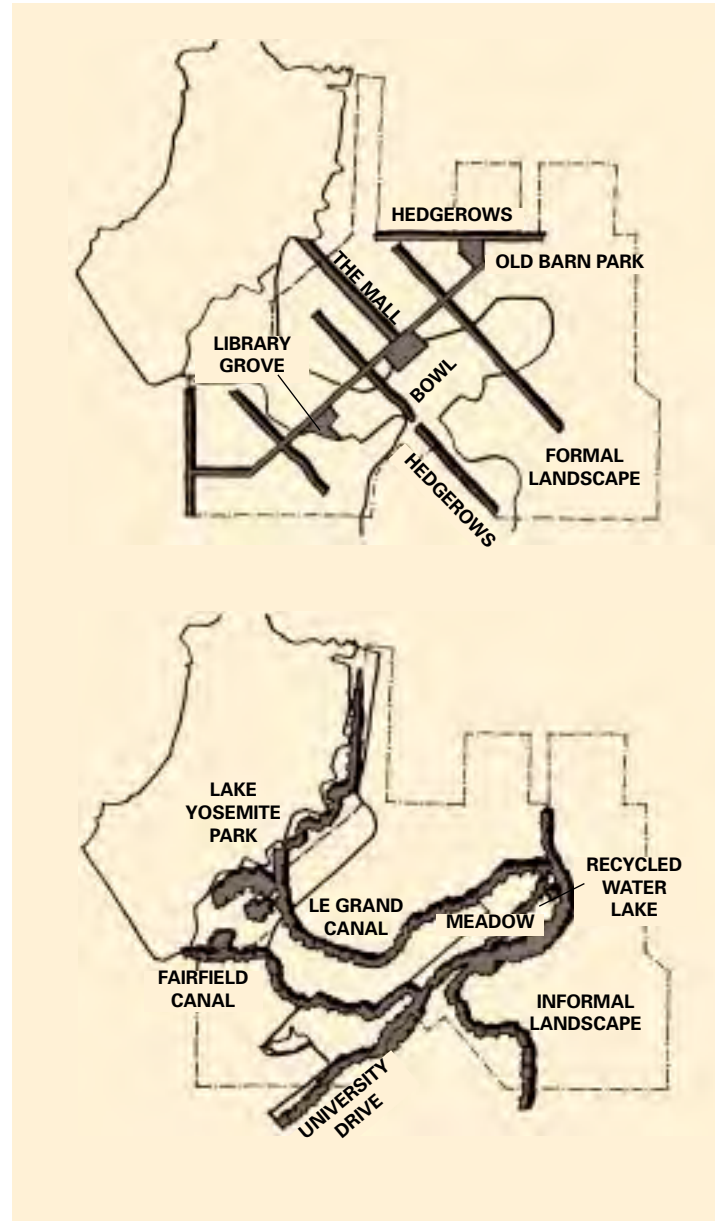 HEDGEROWS
OLD BARN PARK
THE MALL
LIBRARY
GROVE
BOWL
FORMAL
LANDSCAPE
HEDGEROWS
LAKE
YOSEMITE
PARK
RECYCLED
WATER
LAKE
LE GRAND
CANAL
MEADOW
FAIRFIELD
CANAL
INFORMAL
LANDSCAPE
UNIVERSITY
DRIVE